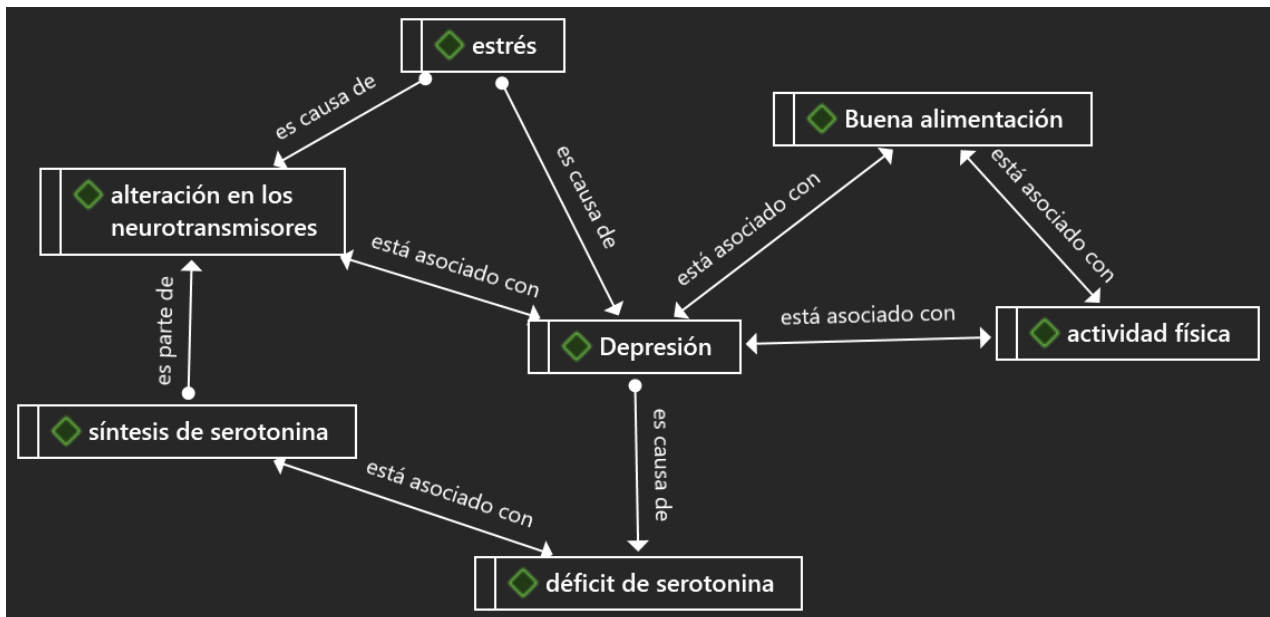 estrés
es causa de
Buena alimentación
es causa de
está asociado con
alteración en los
neurotransmisores
está asociado con
está asociado con
es parte de
Depresión
está asociado con
actividad física
síntesis de serotonina
es causa de
está asociado con
déficit de serotonina